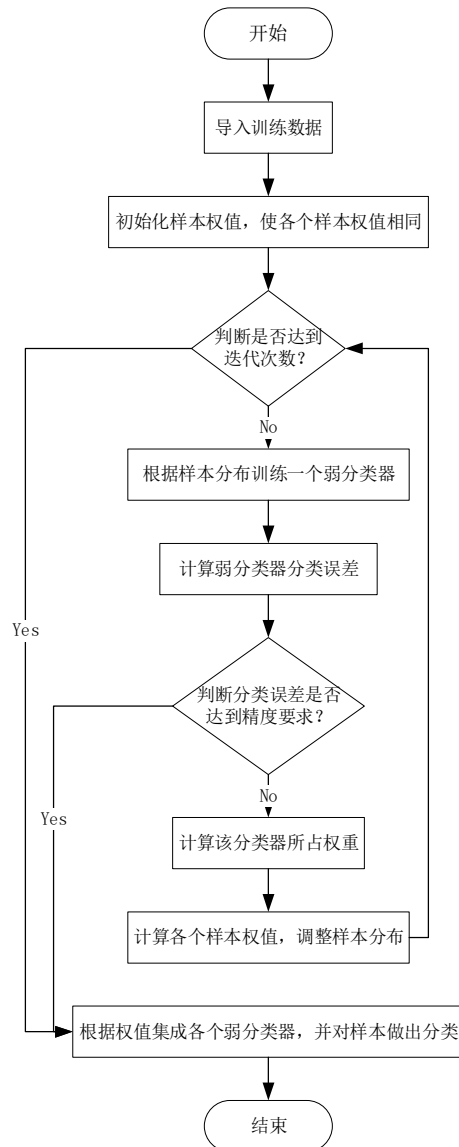 开始
导入训练数据
初始化样本权值，使各个样本权值相同
判断是否达到
迭代次数？
No
根据样本分布训练一个弱分类器
计算弱分类器分类误差
Yes
判断分类误差是否
达到精度要求？
No
Yes
计算该分类器所占权重
计算各个样本权值，调整样本分布
根据权值集成各个弱分类器，并对样本做出分类
结束